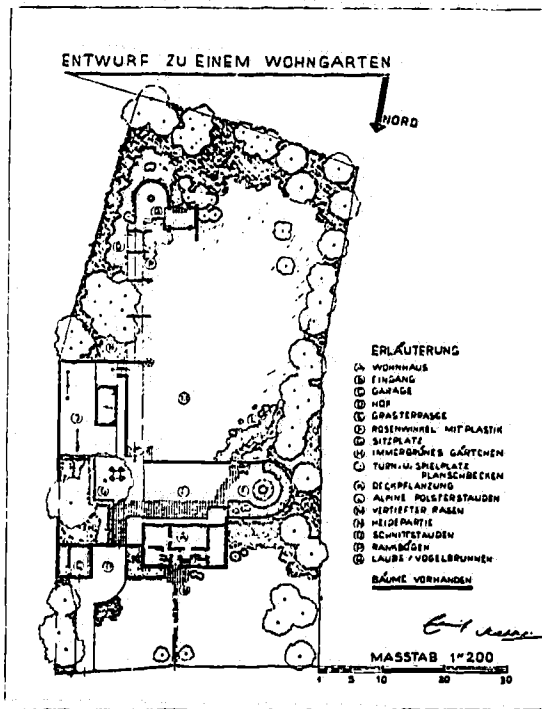 ENTWURF ZU EINEM WOHNGARTEN
NORD
ERLÄUTERUNG
A WOHNHAUS
B EINGANG
C GARAGE
D HOF
E GRASTERRASSE
F ROSENWINKEL MIT PLASTIK
G SITZPLATZ
H IMMERGRÜNES GÄRTCHEN
J TURN- U. SPIELPLATZ
PLANSCHBECKEN
K DECKPFLANZUNG
L ALPINE POLSTERSTAUDEN
M VERTIEFTER RASEN
N HEIDEPARTIE
O SCHNITTSTAUDEN
P RANKBÖGEN
LAUBE / VOGELBRUNNEN
BÄUME VORHANDEN
MASSTAB 1:200
1 5 10 20 30